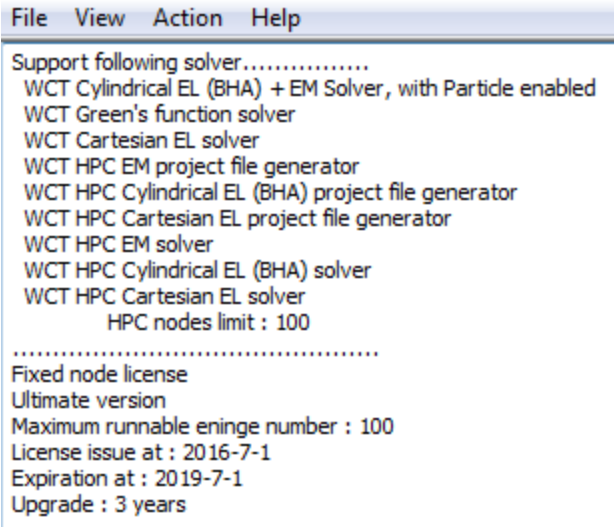 File View Action Help
Support following solver................
WCT Cylindrical EL (BHA) + EM Solver, with Particle enabled
WCT Green's function solver
WCT Cartesian EL solver
WCT HPC EM project file generator
WCT HPC Cylindrical EL (BHA) project file generator
WCT HPC Cartesian EL project file generator
WCT HPC EM solver
WCT HPC Cylindrical EL (BHA) solver
WCT HPC Cartesian EL solver
HPC nodes limit : 100
..............................................
Fixed node license
Ultimate version
Maximum runnable eninge number : 100
License issue at : 2016-7-1
Expiration at : 2019-7-1
Upgrade : 3 years